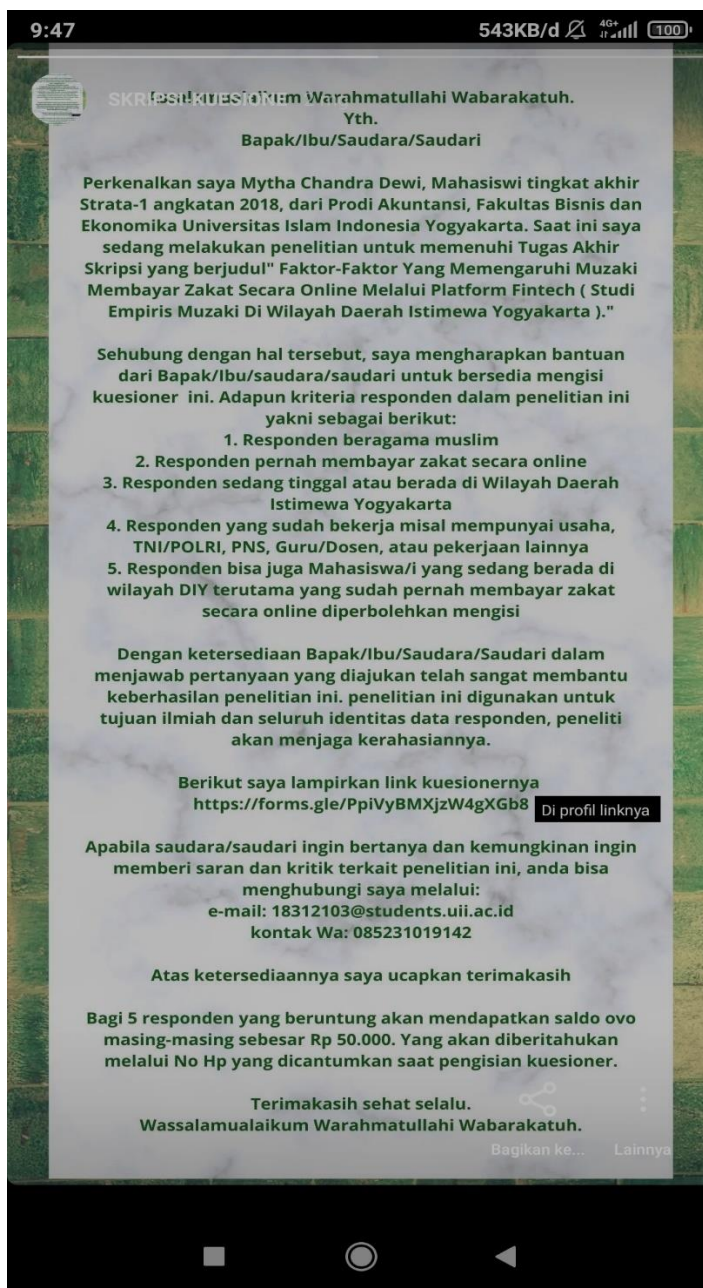 9:47
543KB/d 4G+ 100
SKRIPSI KUESIONE
Warahmatullahi Wabarakatuh.
Yth.
Bapak/Ibu/Saudara/Saudari
Perkenalkan saya Mytha Chandra Dewi, Mahasiswi tingkat akhir
Strata-1 angkatan 2018, dari Prodi Akuntansi, Fakultas Bisnis dan
Ekonomika Universitas Islam Indonesia Yogyakarta. Saat ini saya
sedang melakukan penelitian untuk memenuhi Tugas Akhir
Skripsi yang berjudul" Faktor-Faktor Yang Memengaruhi Muzaki
Membayar Zakat Secara Online Melalui Platform Fintech ( Studi
Empiris Muzaki Di Wilayah Daerah Istimewa Yogyakarta )."
Sehubung dengan hal tersebut, saya mengharapkan bantuan
dari Bapak/Ibu/saudara/saudari untuk bersedia mengisi
kuesioner ini. Adapun kriteria responden dalam penelitian ini
yakni sebagai berikut:
1. Responden beragama muslim
2. Responden pernah membayar zakat secara online
3. Responden sedang tinggal atau berada di Wilayah Daerah
Istimewa Yogyakarta
4. Responden yang sudah bekerja misal mempunyai usaha,
TNI/POLRI, PNS, Guru/Dosen, atau pekerjaan lainnya
5. Responden bisa juga Mahasiswa/i yang sedang berada di
wilayah DIY terutama yang sudah pernah membayar zakat
secara online diperbolehkan mengisi
Dengan ketersediaan Bapak/Ibu/Saudara/Saudari dalam
menjawab pertanyaan yang diajukan telah sangat membantu
keberhasilan penelitian ini. penelitian ini digunakan untuk
tujuan ilmiah dan seluruh identitas data responden, peneliti
akan menjaga kerahasiannya.
Berikut saya lampirkan link kuesionernya
https://forms.gle/PpiVyBMXjzW4gXGb8
Di profil linknya
Apabila saudara/saudari ingin bertanya dan kemungkinan ingin
memberi saran dan kritik terkait penelitian ini, anda bisa
menghubungi saya melalui:
e-mail: 18312103@students.uii.ac.id
kontak Wa: 085231019142
Atas ketersediaannya saya ucapkan terimakasih
Bagi 5 responden yang beruntung akan mendapatkan saldo ovo
masing-masing sebesar Rp 50.000. Yang akan diberitahukan
melalui No Hp yang dicantumkan saat pengisian kuesioner.
Terimakasih sehat selalu.
Wassalamualaikum Warahmatullahi Wabarakatuh.
Bagikan ke... Lainnya